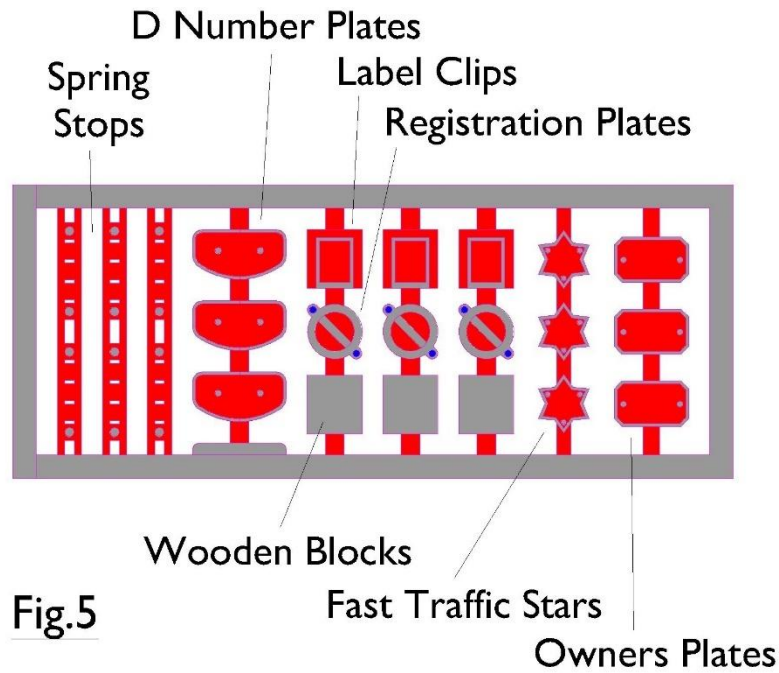 D Number Plates
Spring
Stops
Label Clips
Registration Plates
Wooden Blocks
Fig.5
Fast Traffic Stars
Owners Plates